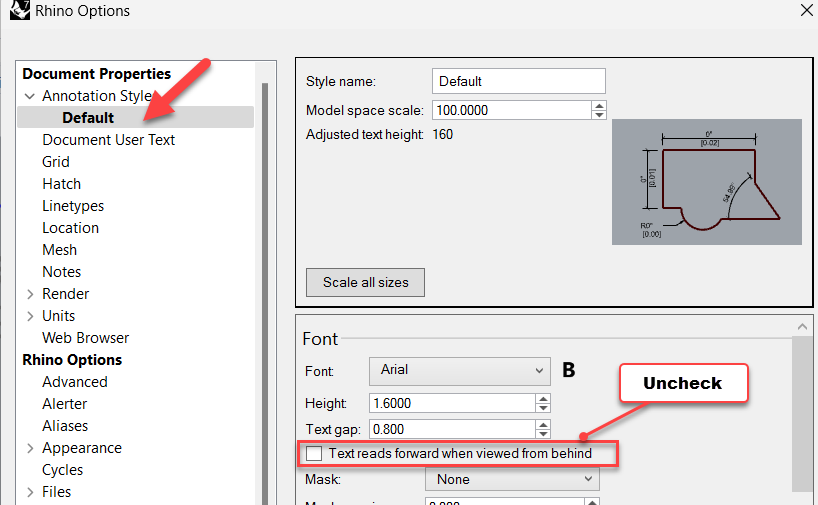 7 Rhino Options
Document Properties
Annotation Style
Default
Document User Text
Grid
Hatch
Linetypes
Location
Mesh
Notes
Render
Units
Web Browser
Rhino Options
Advanced
Alerter
Aliases
Appearance
Cycles
Files
Style name: Default
Model space scale: 100.0000
Adjusted text height: 160
0"
[0.02]
0"
[0.01]
54.98°
R0"
[0.00]
Scale all sizes
Font
Font: Arial B
Uncheck
Height: 1.6000
Text gap: 0.800
Text reads forward when viewed from behind
Mask: None